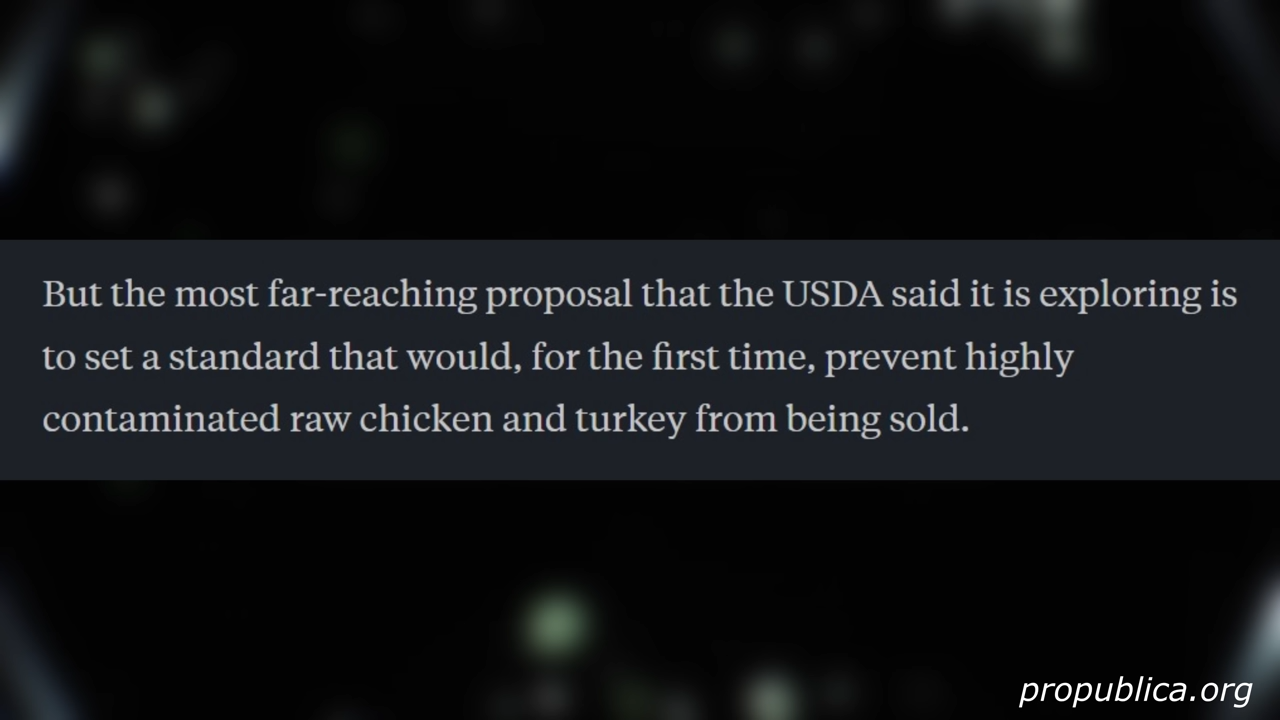 But the most far-reaching proposal that the USDA said it is exploring is
to set a standard that would, for the first time, prevent highly
contaminated raw chicken and turkey from being sold.
propublica.org